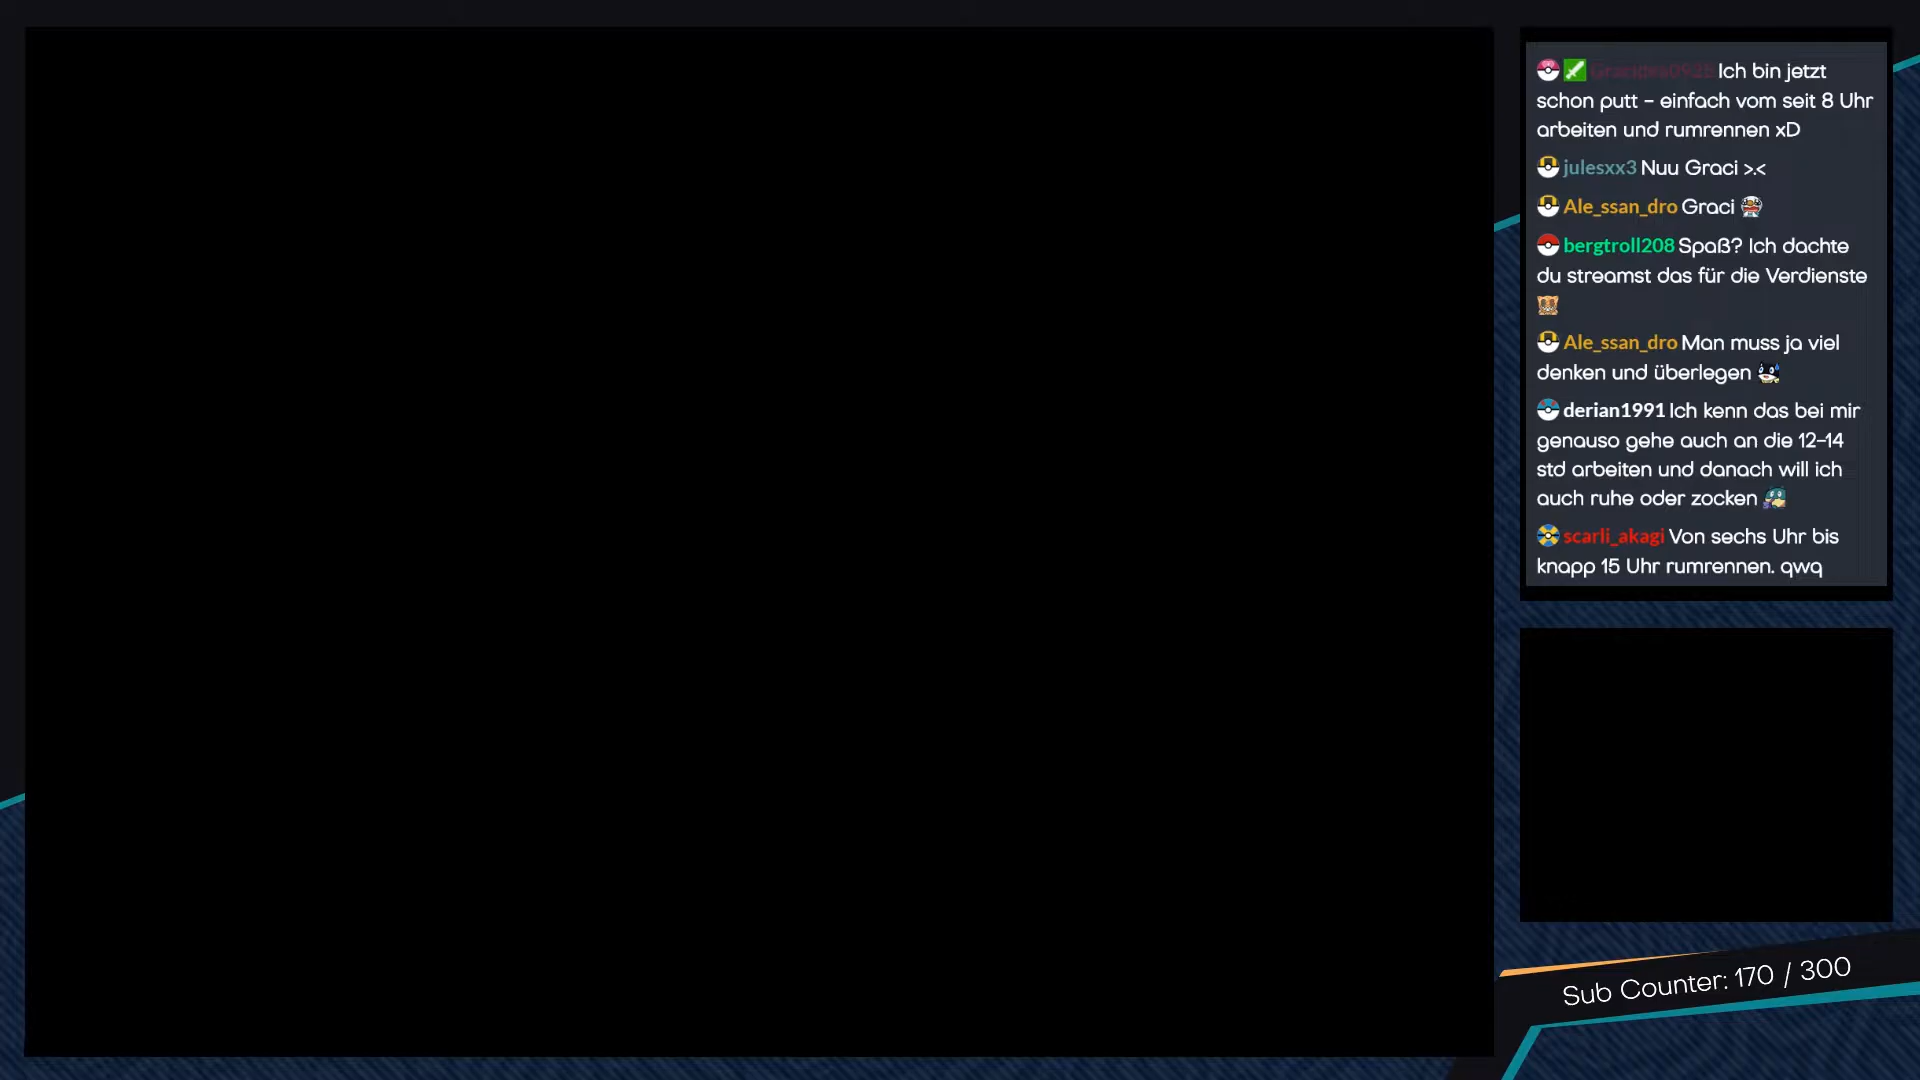 Ich bin jetzt
schon putt - einfach vom seit 8 Uhr
arbeiten und rumrennen xD
julesxx3 Nuu Graci >.<
Ale_ssan_dro Graci
bergtroll208 Spaß? Ich dachte
du streamst das für die Verdienste
Ale_ssan_dro Man muss ja viel
denken und überlegen
derian1991 Ich kenn das bei mir
genauso gehe auch an die 12-14
std arbeiten und danach will ich
auch ruhe oder zocken
scarli_akagi Von sechs Uhr bis
knapp 15 Uhr rumrennen. qwq
Sub Counter: 170 / 300